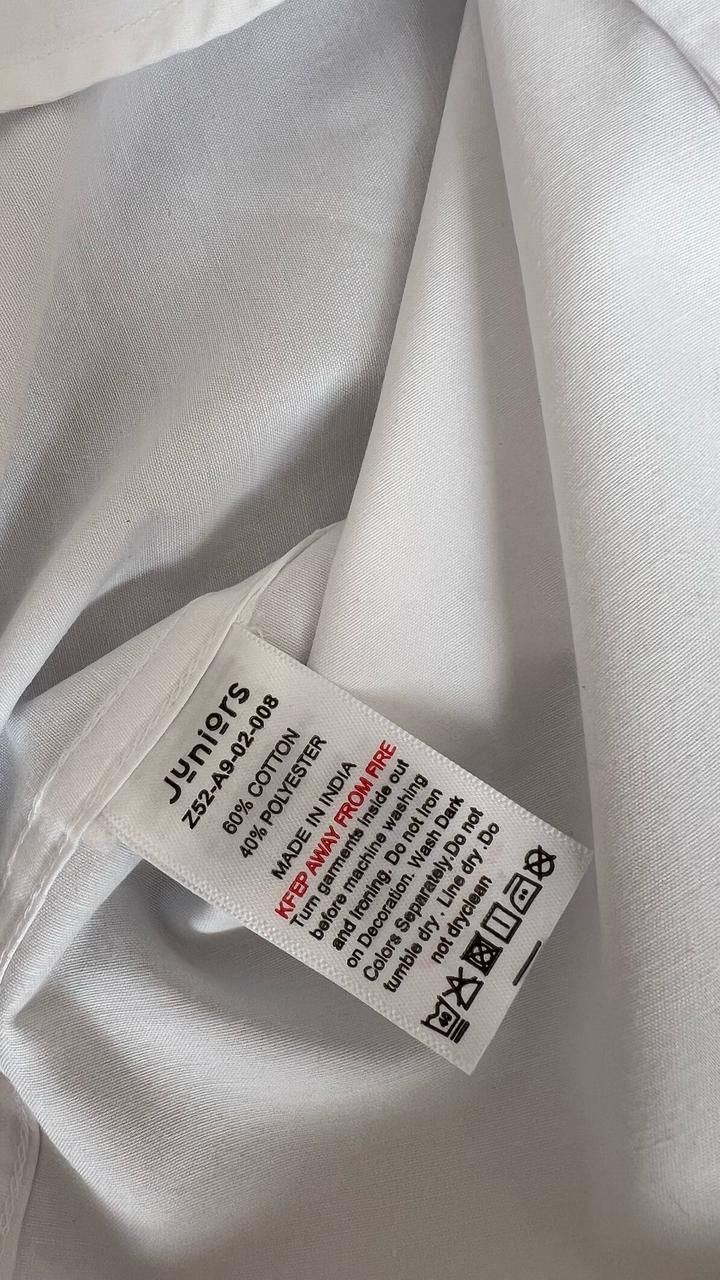 Juniors
Z52-A9-02-008
60% COTTON
40% POLYESTER
MADE IN INDIA
KEEP AWAY FROM FIRE
Turn garments inside out
before machine washing
and Ironing. Do not Iron
on Decoration. Wash Dark
Colors Separately.Do not
tumble dry . Line dry . Do
not dryclean
40